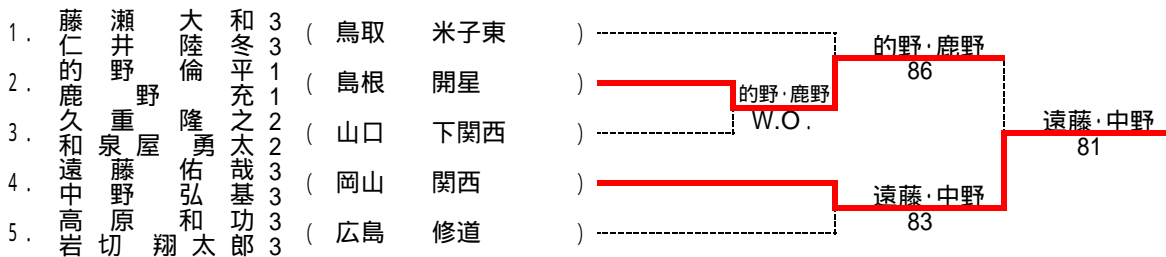 藤瀬大和 3
1. ( 鳥取 米子東 )
仁井陸冬 3
的野倫平 1
2. ( 島根 開星 )
鹿野充 1
久重隆之 2
3. ( 山口 下関西 )
和泉屋勇太 2
遠藤佑哉 3
4. ( 岡山 関西 )
中野弘基 3
高原和功 3
5. ( 広島 修道 )
岩切翔太郎 3
的野·鹿野
W.O.
的野·鹿野
86
遠藤·中野
83
遠藤·中野
81